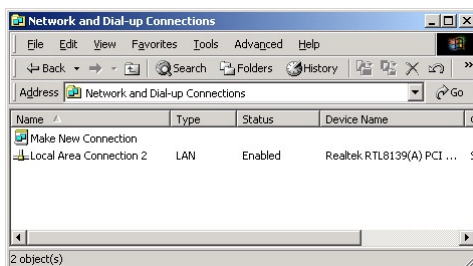 Network and Dial-up Connections
File Edit View Favorites Tools Advanced Help
Back Search Folders History »
Address Network and Dial-up Connections Go
Name Type Status Device Name
Make New Connection
Local Area Connection 2 LAN Enabled Realtek RTL8139(A) PCI ...
2 object(s)